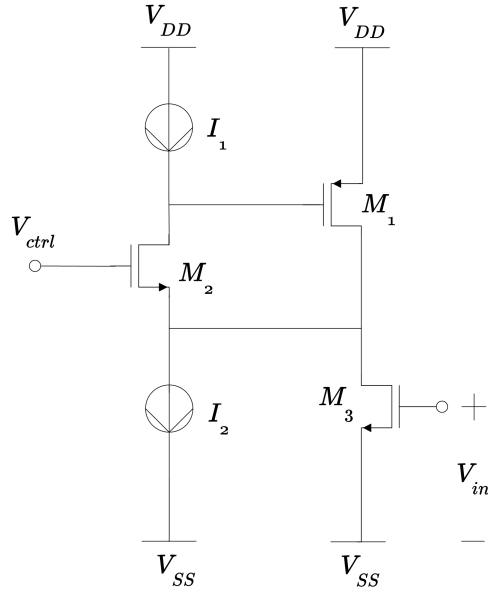 V_DD
V_DD
I_1
M_1
V_ctrl
M_2
M_3
+
I_2
V_in
−
V_SS
V_SS